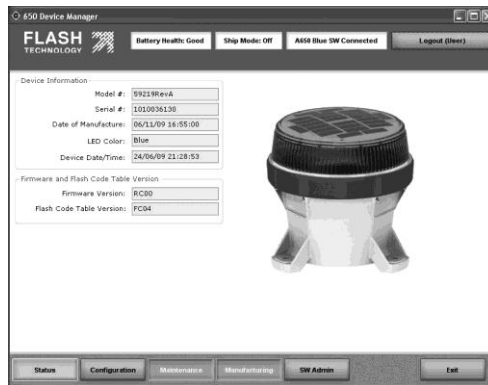 650 Device Manager
FLASH TECHNOLOGY
Battery Health: Good
Ship Mode: Off
A650 Blue SW Connected
Logout (User)
Device Information
Model #: 59219RevA
Serial #: 1010036130
Date of Manufacture: 06/11/09 16:55:00
LED Color: Blue
Device Date/Time: 24/06/09 21:28:53
Firmware and Flash Code Table Version
Firmware Version: RC00
Flash Code Table Version: FC04
Status
Configuration
Maintenance
Manufacturing
SW Admin
Exit